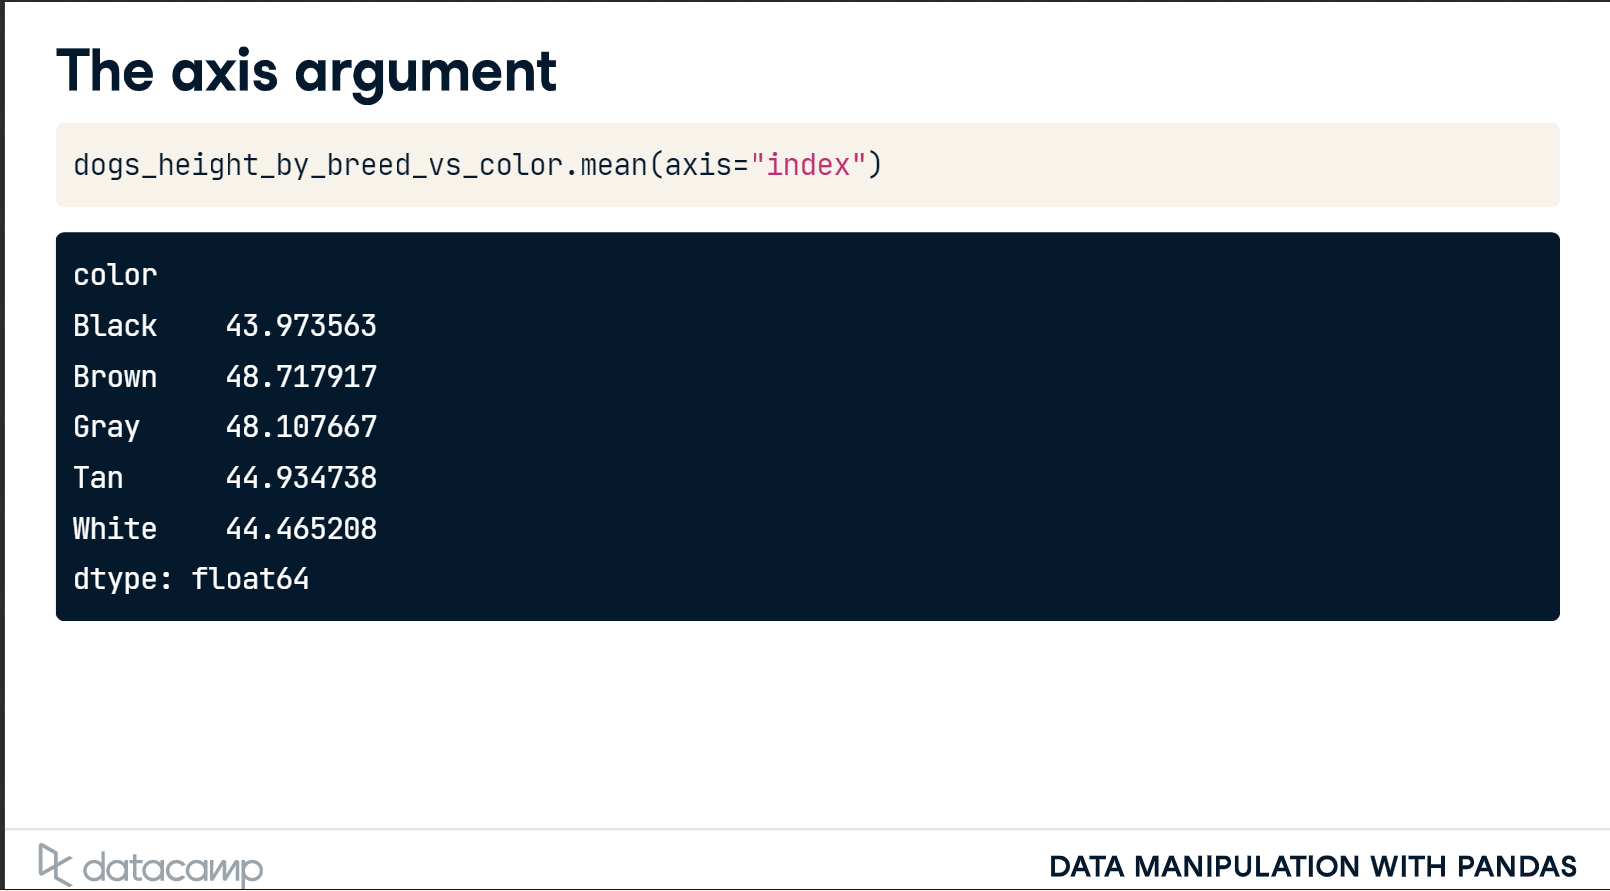 The axis argument
dogs_height_by_breed_vs_color.mean(axis="index")
color
Black    43.973563
Brown    48.717917
Gray     48.107667
Tan      44.934738
White    44.465208
dtype: float64
datacamp
DATA MANIPULATION WITH PANDAS